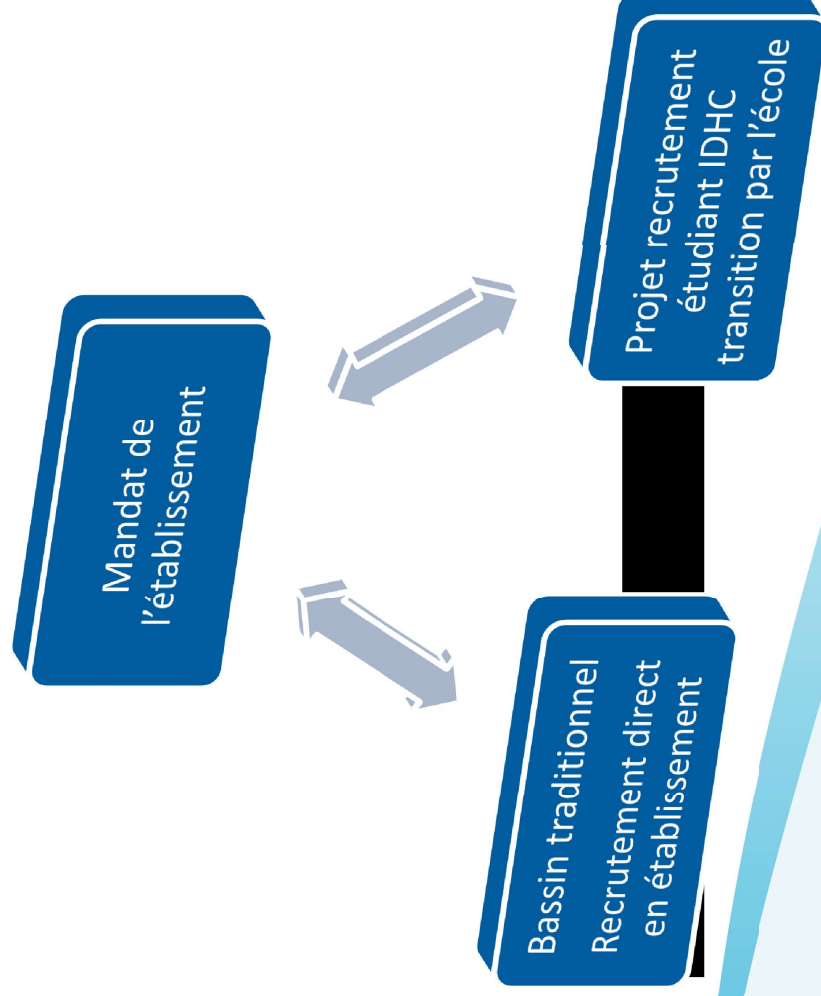 Mandat de
l'établissement
Bassin traditionnel
Recrutement direct
en établissement
Projet recrutement
étudiant IDHC
transition par l'école